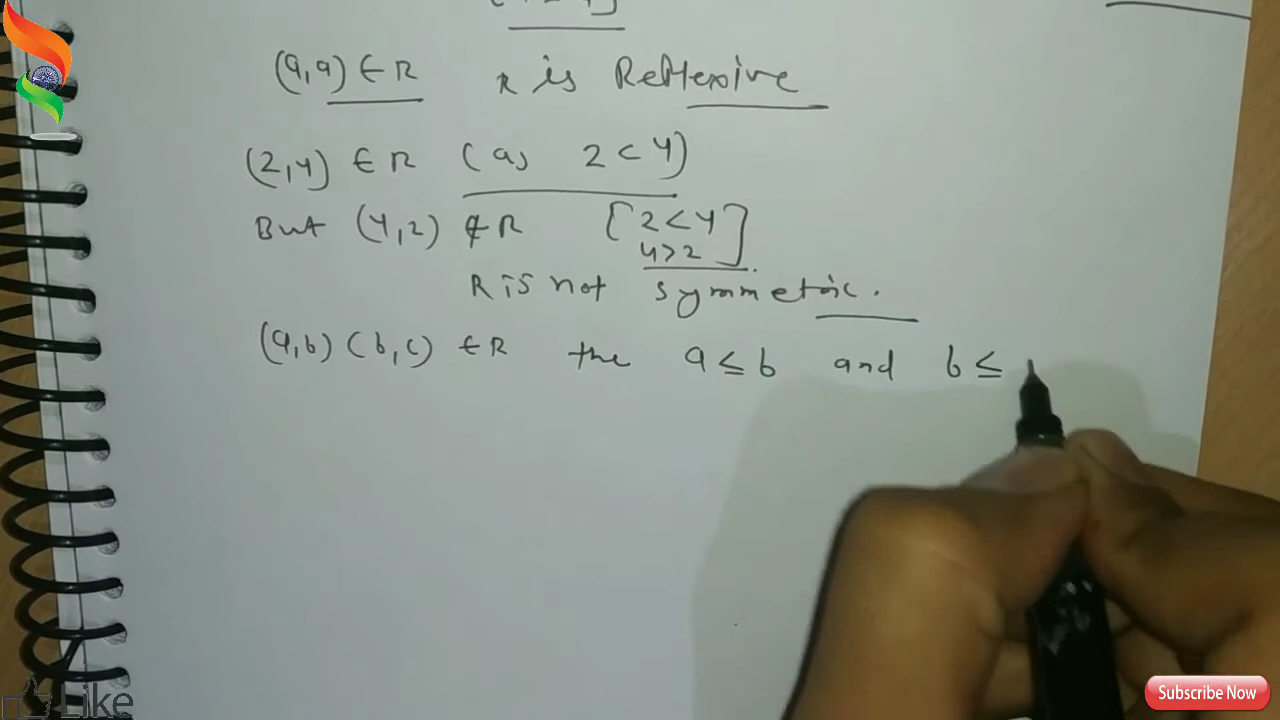 (a,a) ∈ R R is Reflexive
(2,4) ∈ R (as 2 < 4)
But (4,2) ∉ R [2 < 4
4>2]
R is not symmetric.
(a,b) (b,c) ∈ R the a ≤ b and b ≤
Like
Subscribe Now